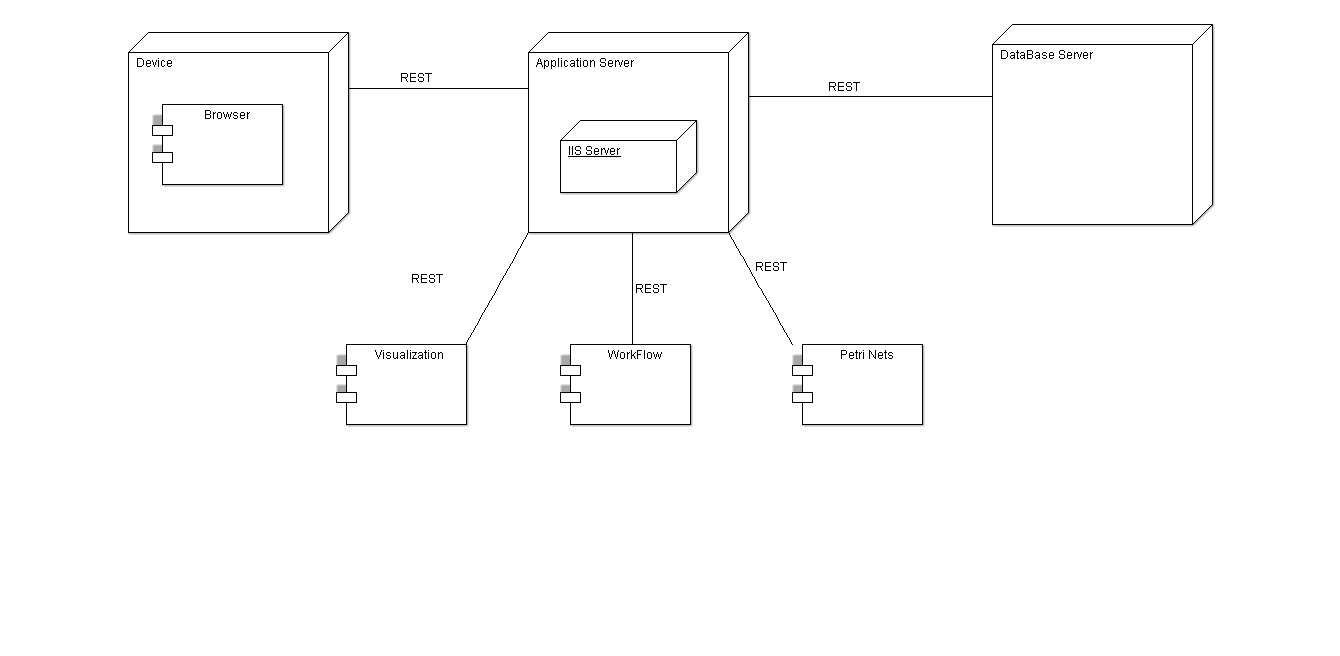 Device
Application Server
DataBase Server
REST
REST
Browser
IIS Server
REST
REST
REST
Visualization
WorkFlow
Petri Nets